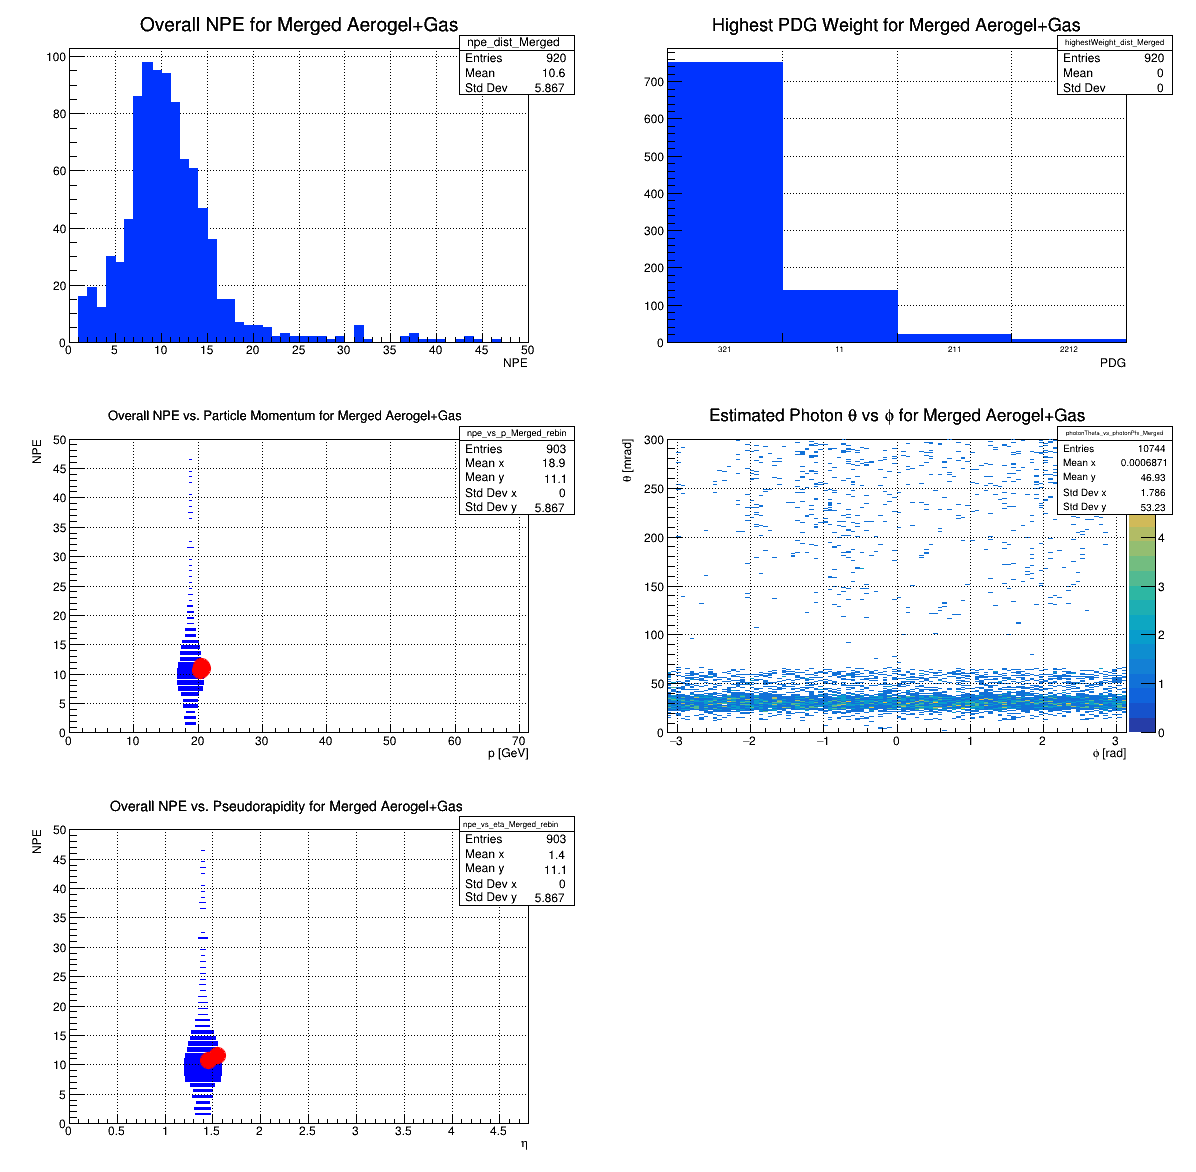 Overall NPE for Merged Aerogel+Gas
npe_dist_Merged
Entries 920
Mean 10.6
Std Dev 5.867
100
80
60
40
20
0
0 5 10 15 20 25 30 35 40 45 50
NPE
Highest PDG Weight for Merged Aerogel+Gas
highestWeight_dist_Merged
Entries 920
Mean 0
Std Dev 0
700
600
500
400
300
200
100
0
321 11 211 2212
PDG
Overall NPE vs. Particle Momentum for Merged Aerogel+Gas
npe_vs_p_Merged_rebin
Entries 903
Mean x 18.9
Mean y 11.1
Std Dev x 0
Std Dev y 5.867
NPE
50
45
40
35
30
25
20
15
10
5
0
0 10 20 30 40 50 60 70
p [GeV]
Estimated Photon θ vs ϕ for Merged Aerogel+Gas
photonTheta_vs_photonPhi_Merged
Entries 10744
Mean x 0.0006871
Mean y 46.93
Std Dev x 1.786
Std Dev y 53.23
θ [mrad]
300
250
200
150
100
50
0
−3 −2 −1 0 1 2 3
ϕ [rad]
4
3
2
1
0
Overall NPE vs. Pseudorapidity for Merged Aerogel+Gas
npe_vs_eta_Merged_rebin
Entries 903
Mean x 1.4
Mean y 11.1
Std Dev x 0
Std Dev y 5.867
NPE
50
45
40
35
30
25
20
15
10
5
0
0 0.5 1 1.5 2 2.5 3 3.5 4 4.5
η